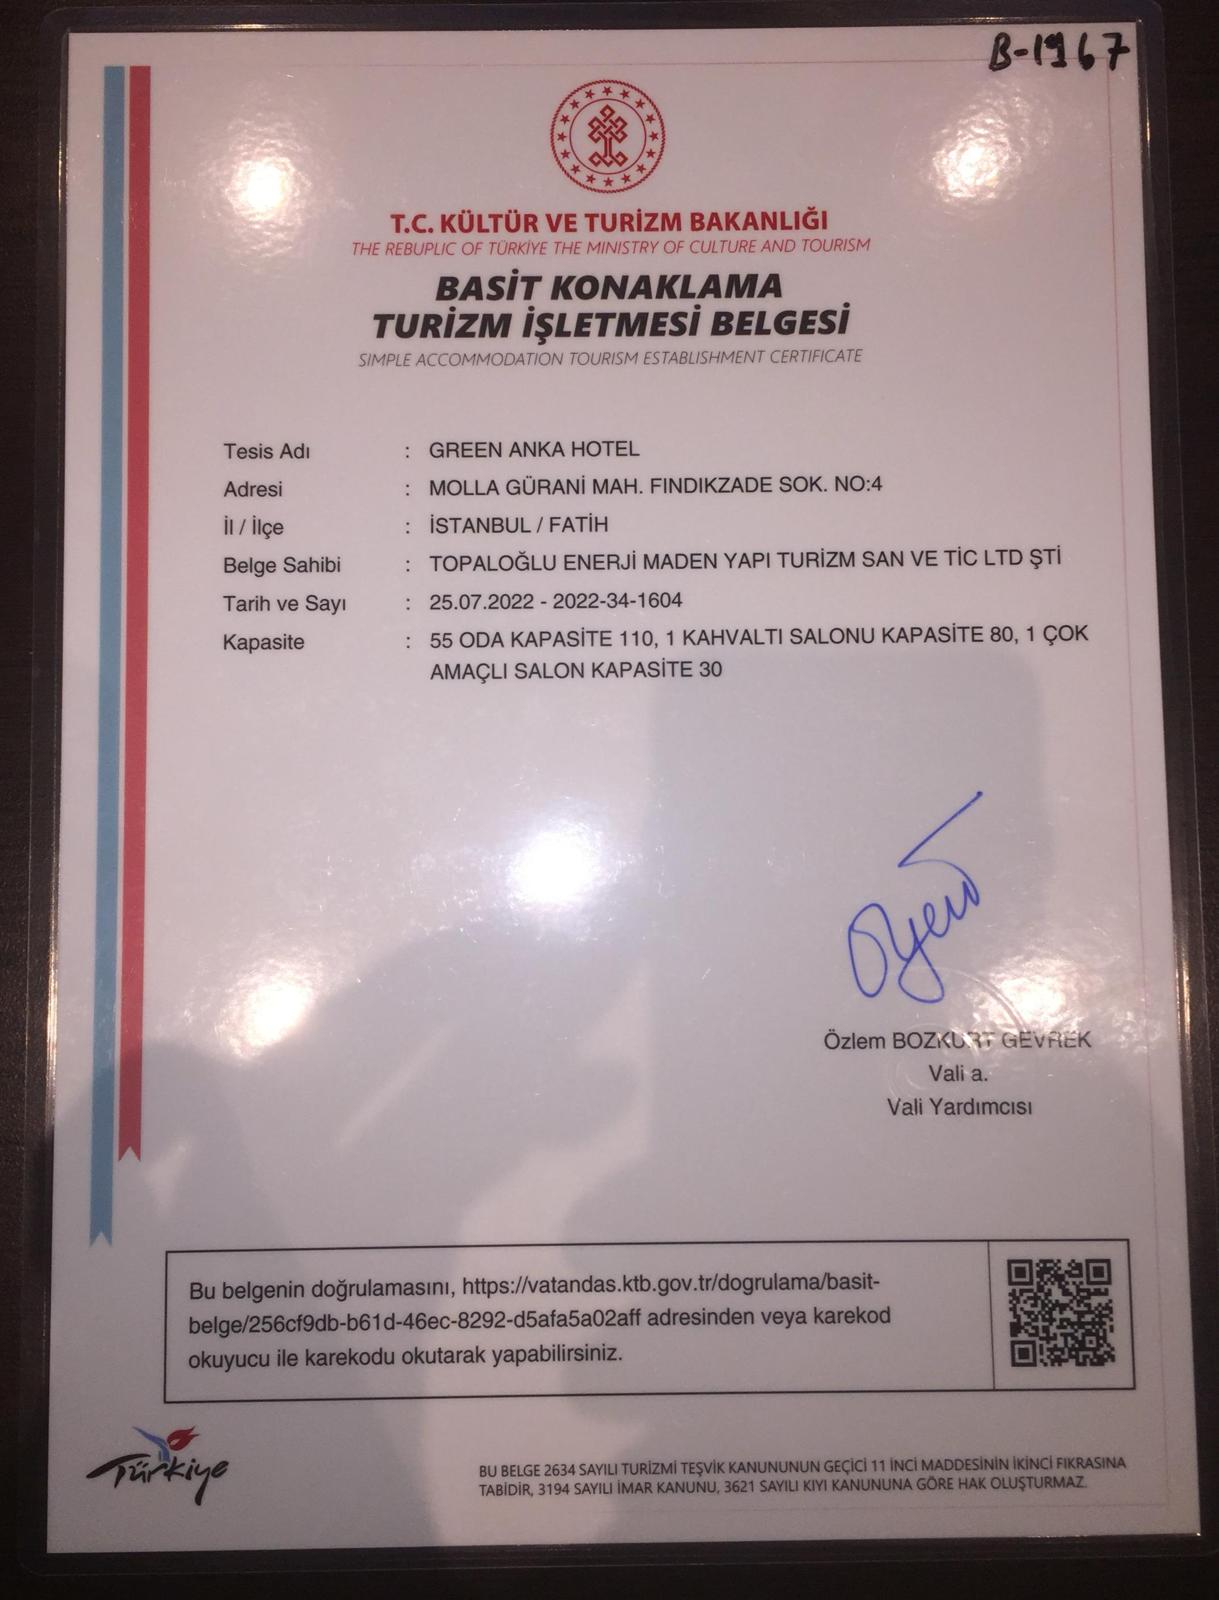 B-1967
T.C. KÜLTÜR VE TURİZM BAKANLIĞI
THE REBUPLIC OF TÜRKİYE THE MINISTRY OF CULTURE AND TOURISM
BASİT KONAKLAMA
TURİZM İŞLETMESİ BELGESİ
SIMPLE ACCOMMODATION TOURISM ESTABLISHMENT CERTIFICATE
Tesis Adı : GREEN ANKA HOTEL
Adresi : MOLLA GÜRANİ MAH. FINDIKZADE SOK. NO:4
İl / İlçe : İSTANBUL / FATİH
Belge Sahibi : TOPALOĞLU ENERJİ MADEN YAPI TURİZM SAN VE TİC LTD ŞTİ
Tarih ve Sayı : 25.07.2022 - 2022-34-1604
Kapasite : 55 ODA KAPASİTE 110, 1 KAHVALTI SALONU KAPASİTE 80, 1 ÇOK
AMAÇLI SALON KAPASİTE 30
Özlem BOZKURT GEVREK
Vali a.
Vali Yardımcısı
Bu belgenin doğrulamasını, https://vatandas.ktb.gov.tr/dogrulama/basit-
belge/256cf9db-b61d-46ec-8292-d5afa5a02aff adresinden veya karekod
okuyucu ile karekodu okutarak yapabilirsiniz.
Türkiye
BU BELGE 2634 SAYILI TURİZMİ TEŞVİK KANUNUNUN GEÇİCİ 11 İNCİ MADDESİNİN İKİNCİ FIKRASINA
TABİDİR, 3194 SAYILI İMAR KANUNU, 3621 SAYILI KIYI KANUNUNA GÖRE HAK OLUŞTURMAZ.